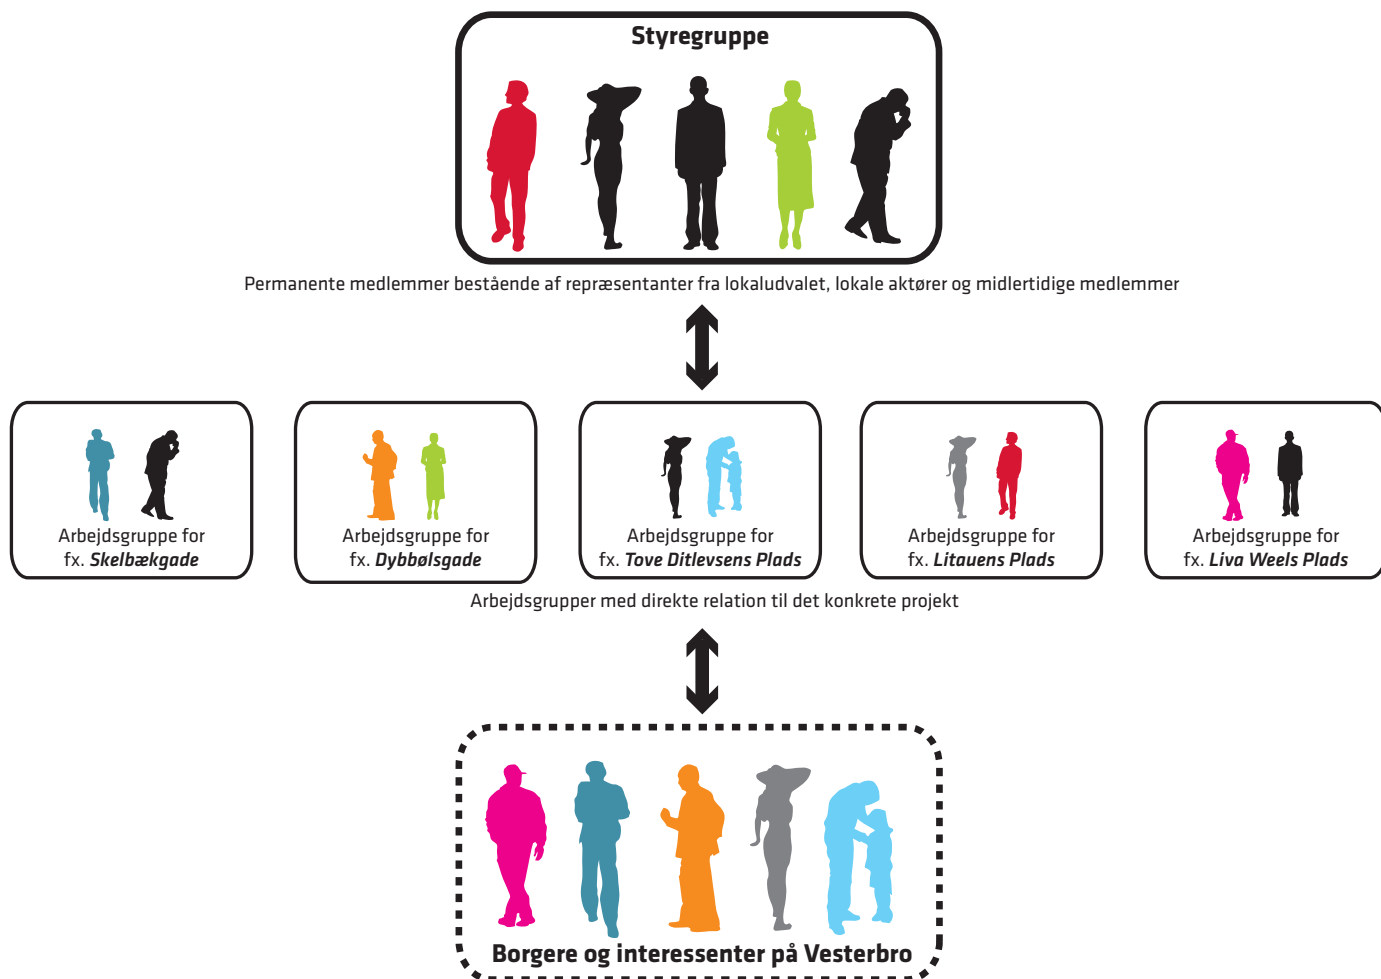 Styregruppe
Permanente medlemmer bestående af repræsentanter fra lokaludvalet, lokale aktører og midlertidige medlemmer
Arbejdsgruppe for
fx. Skelbækgade
Arbejdsgruppe for
fx. Dybbølsgade
Arbejdsgruppe for
fx. Tove Ditlevsens Plads
Arbejdsgruppe for
fx. Litauens Plads
Arbejdsgruppe for
fx. Liva Weels Plads
Arbejdsgrupper med direkte relation til det konkrete projekt
Borgere og interessenter på Vesterbro